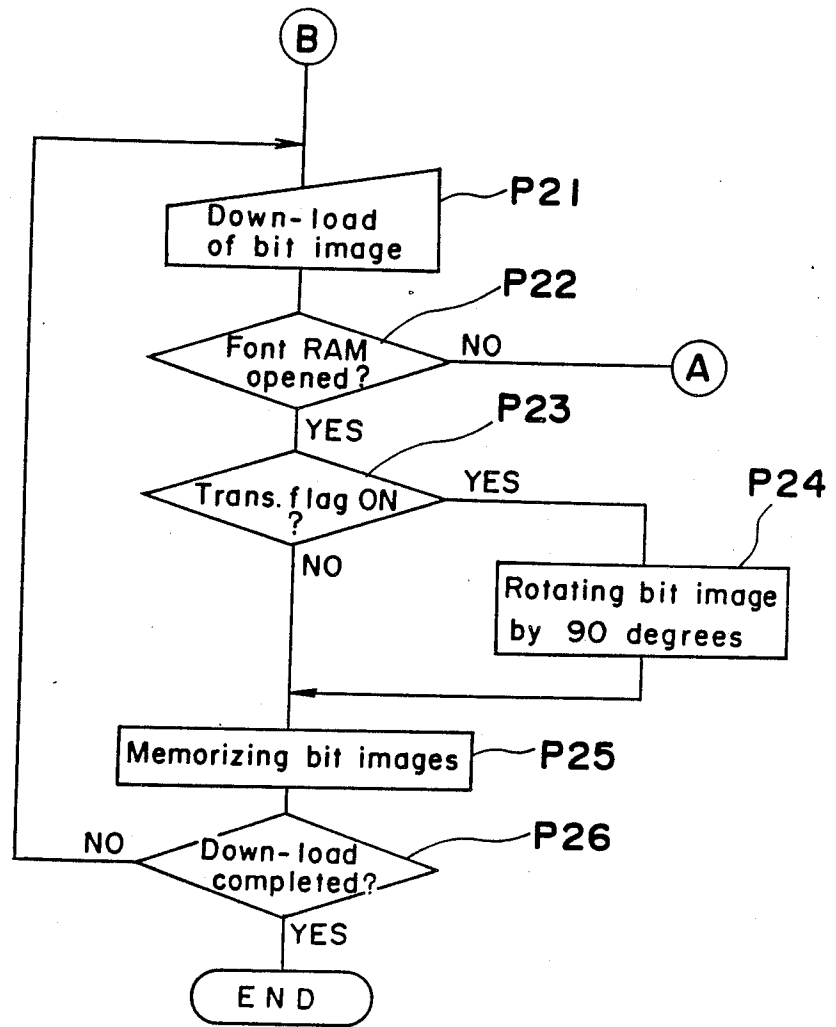 B
P21
Down-load
of bit image
P22
Font RAM
opened?
NO
A
YES
P23
Trans. flag ON
?
YES
P24
NO
Rotating bit image
by 90 degrees
Memorizing bit images
P25
P26
NO
Down-load
completed?
YES
END